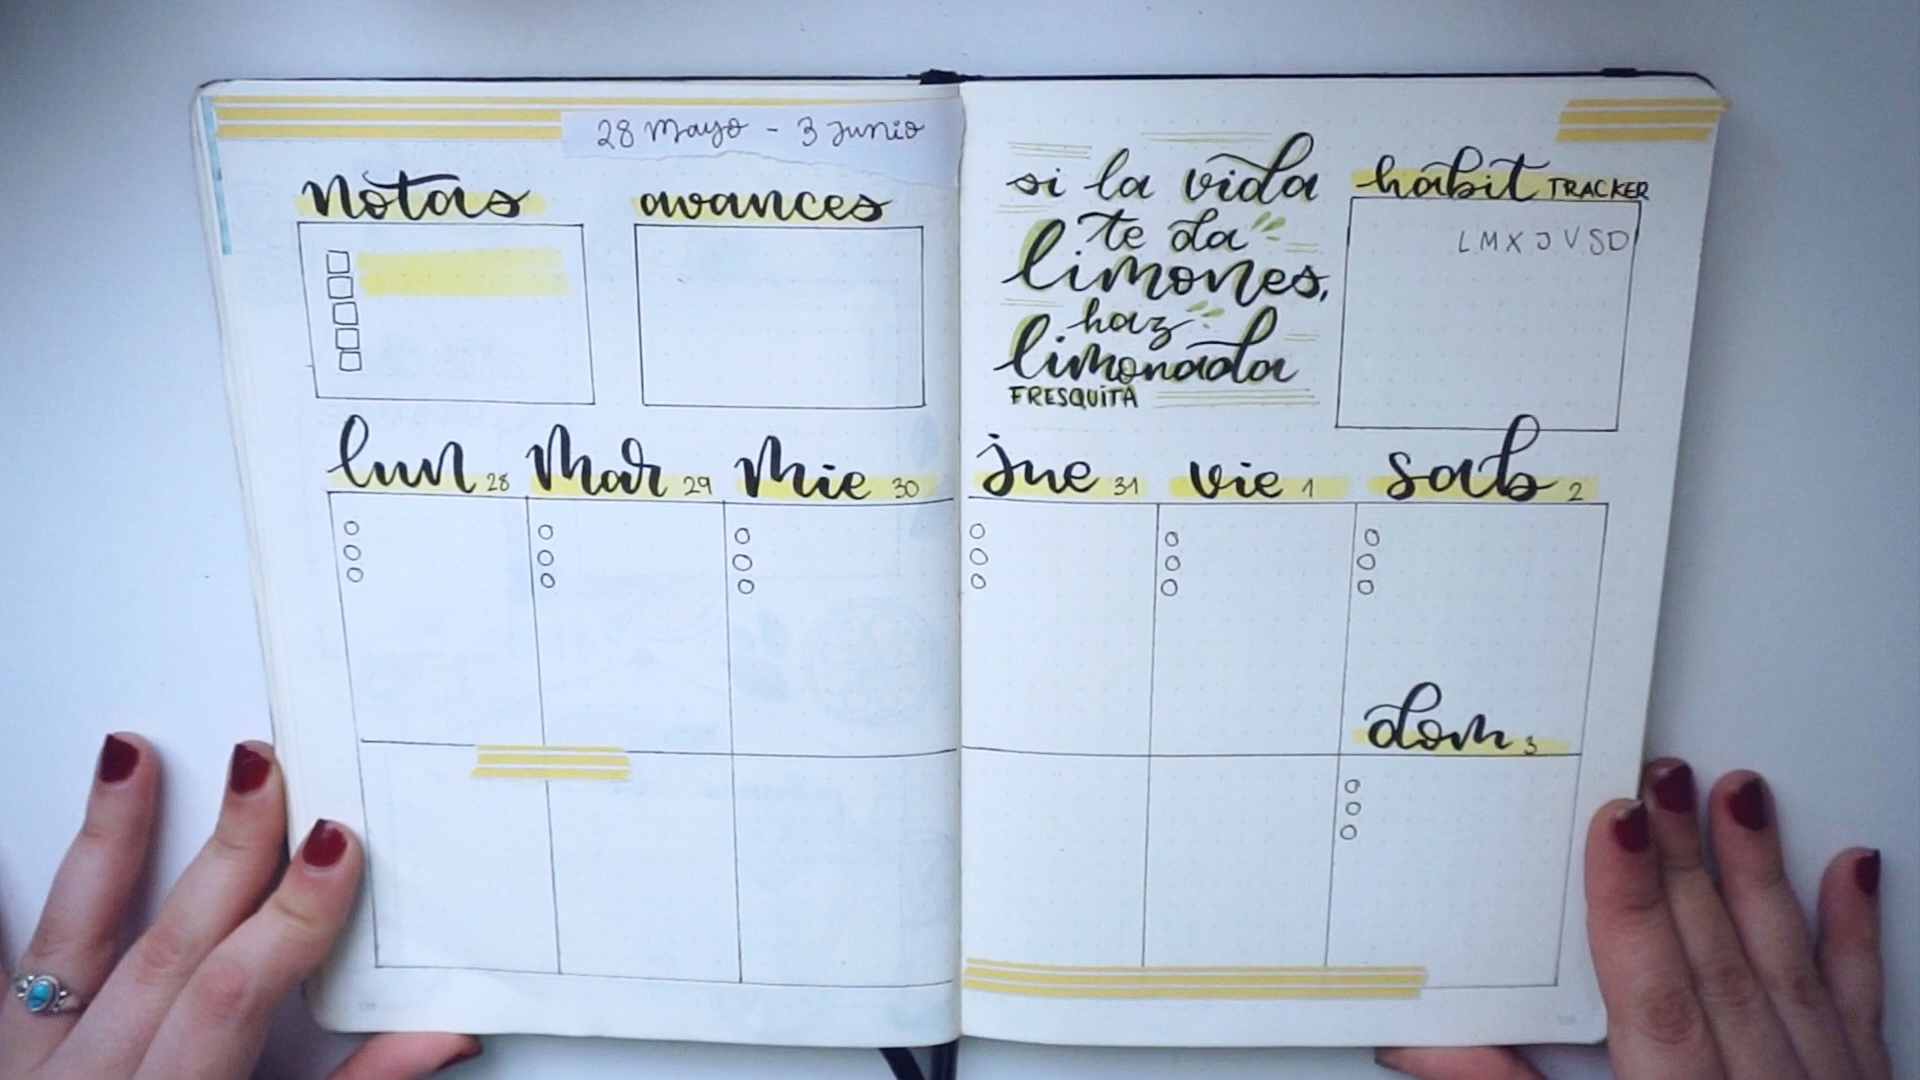 28 Mayo - 3 Junio
notas
avances
si la vida
te da
limones,
haz
limonada
FRESQUITA
habit TRACKER
L M X J V S D
lun 28
Mar 29
Mie 30
jue 31
vie 1
sab 2
dom 3